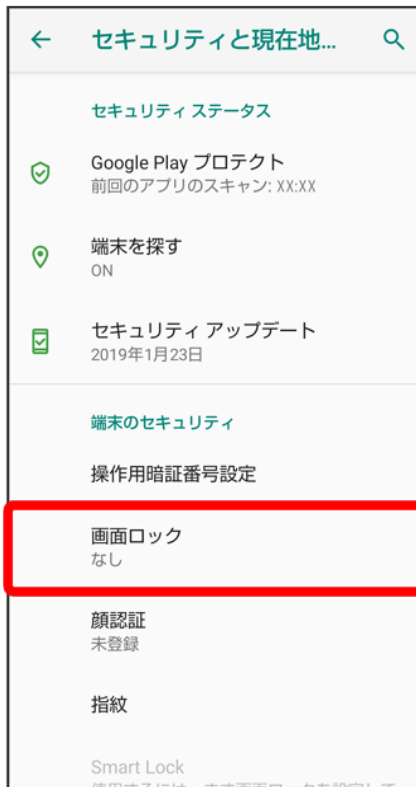 セキュリティと現在地...
セキュリティ ステータス
Google Play プロテクト
前回のアプリのスキャン: XX:XX
端末を探す
ON
セキュリティ アップデート
2019年1月23日
端末のセキュリティ
操作用暗証番号設定
画面ロック
なし
顔認証
未登録
指紋
Smart Lock